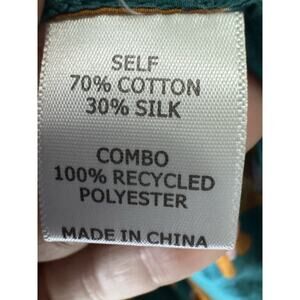 SELF
70% COTTON
30% SILK
COMBO
100% RECYCLED
POLYESTER
MADE IN CHINA